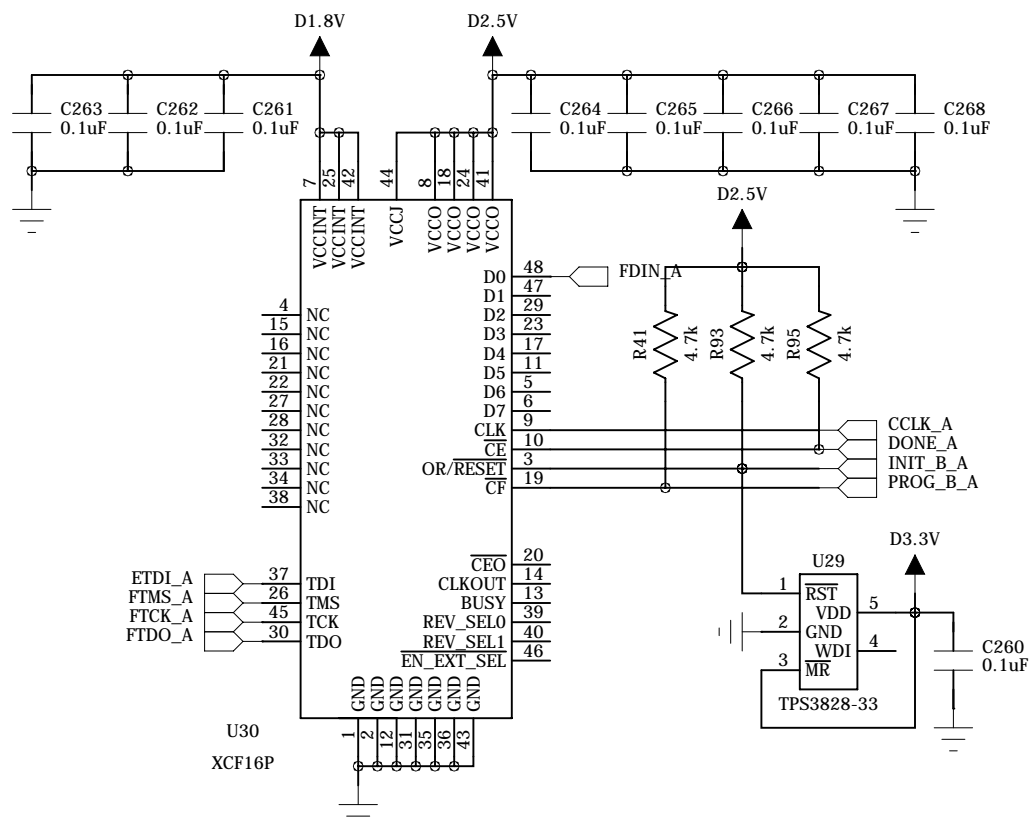 D1.8V
D2.5V
C263
0.1uF
C262
0.1uF
C261
0.1uF
C264
0.1uF
C265
0.1uF
C266
0.1uF
C267
0.1uF
C268
0.1uF
7
25
42
44
8
18
24
41
VCCINT
VCCINT
VCCINT
VCCJ
VCCO
VCCO
VCCO
VCCO
D2.5V
R41
4.7k
R93
4.7k
R95
4.7k
4 NC
15 NC
16 NC
21 NC
22 NC
27 NC
28 NC
32 NC
33 NC
34 NC
38 NC
D0 48 FDIN_A
D1 47
D2 29
D3 23
D4 17
D5 11
D6 5
D7 6
CLK 9 CCLK_A
CE 10 DONE_A
OR/RESET 3 INIT_B_A
CF 19 PROG_B_A
ETDI_A 37 TDI
FTMS_A 26 TMS
FTCK_A 45 TCK
FTDO_A 30 TDO
CEO 20
CLKOUT 14
BUSY 13
REV_SEL0 39
REV_SEL1 40
EN_EXT_SEL 46
GND
GND
GND
GND
GND
GND
GND
1
2
12
31
35
36
43
U30
XCF16P
D3.3V
U29
1 RST
VDD 5
2 GND
WDI 4
3 MR
TPS3828-33
C260
0.1uF